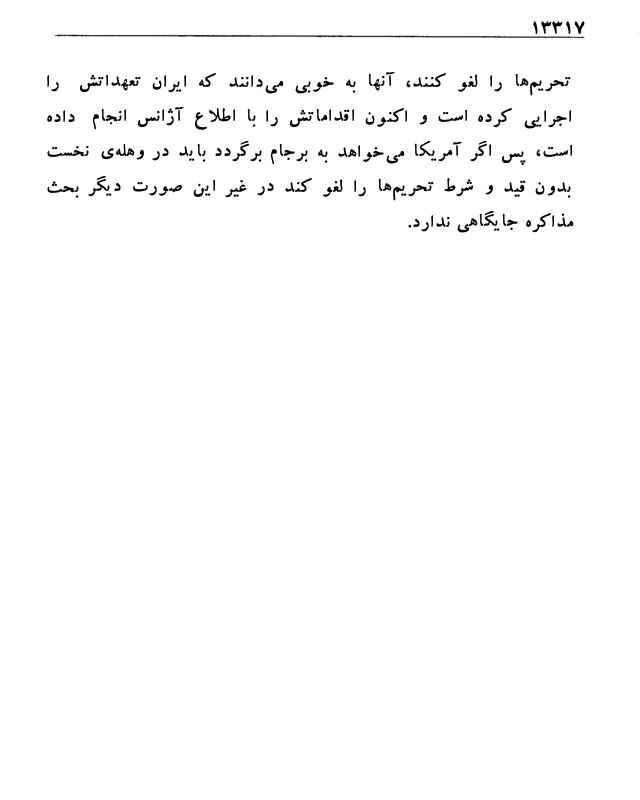 ۱۳۳۱۷
تحریم‌ها را لغو کنند، آنها به خوبی می‌دانند که ایران تعهداتش را
اجرایی کرده است و اکنون اقداماتش را با اطلاع آژانس انجام داده
است، پس اگر آمریکا می‌خواهد به برجام برگردد باید در وهله‌ی نخست
بدون قید و شرط تحریم‌ها را لغو کند در غیر این صورت دیگر بحث
مذاکره جایگاهی ندارد.